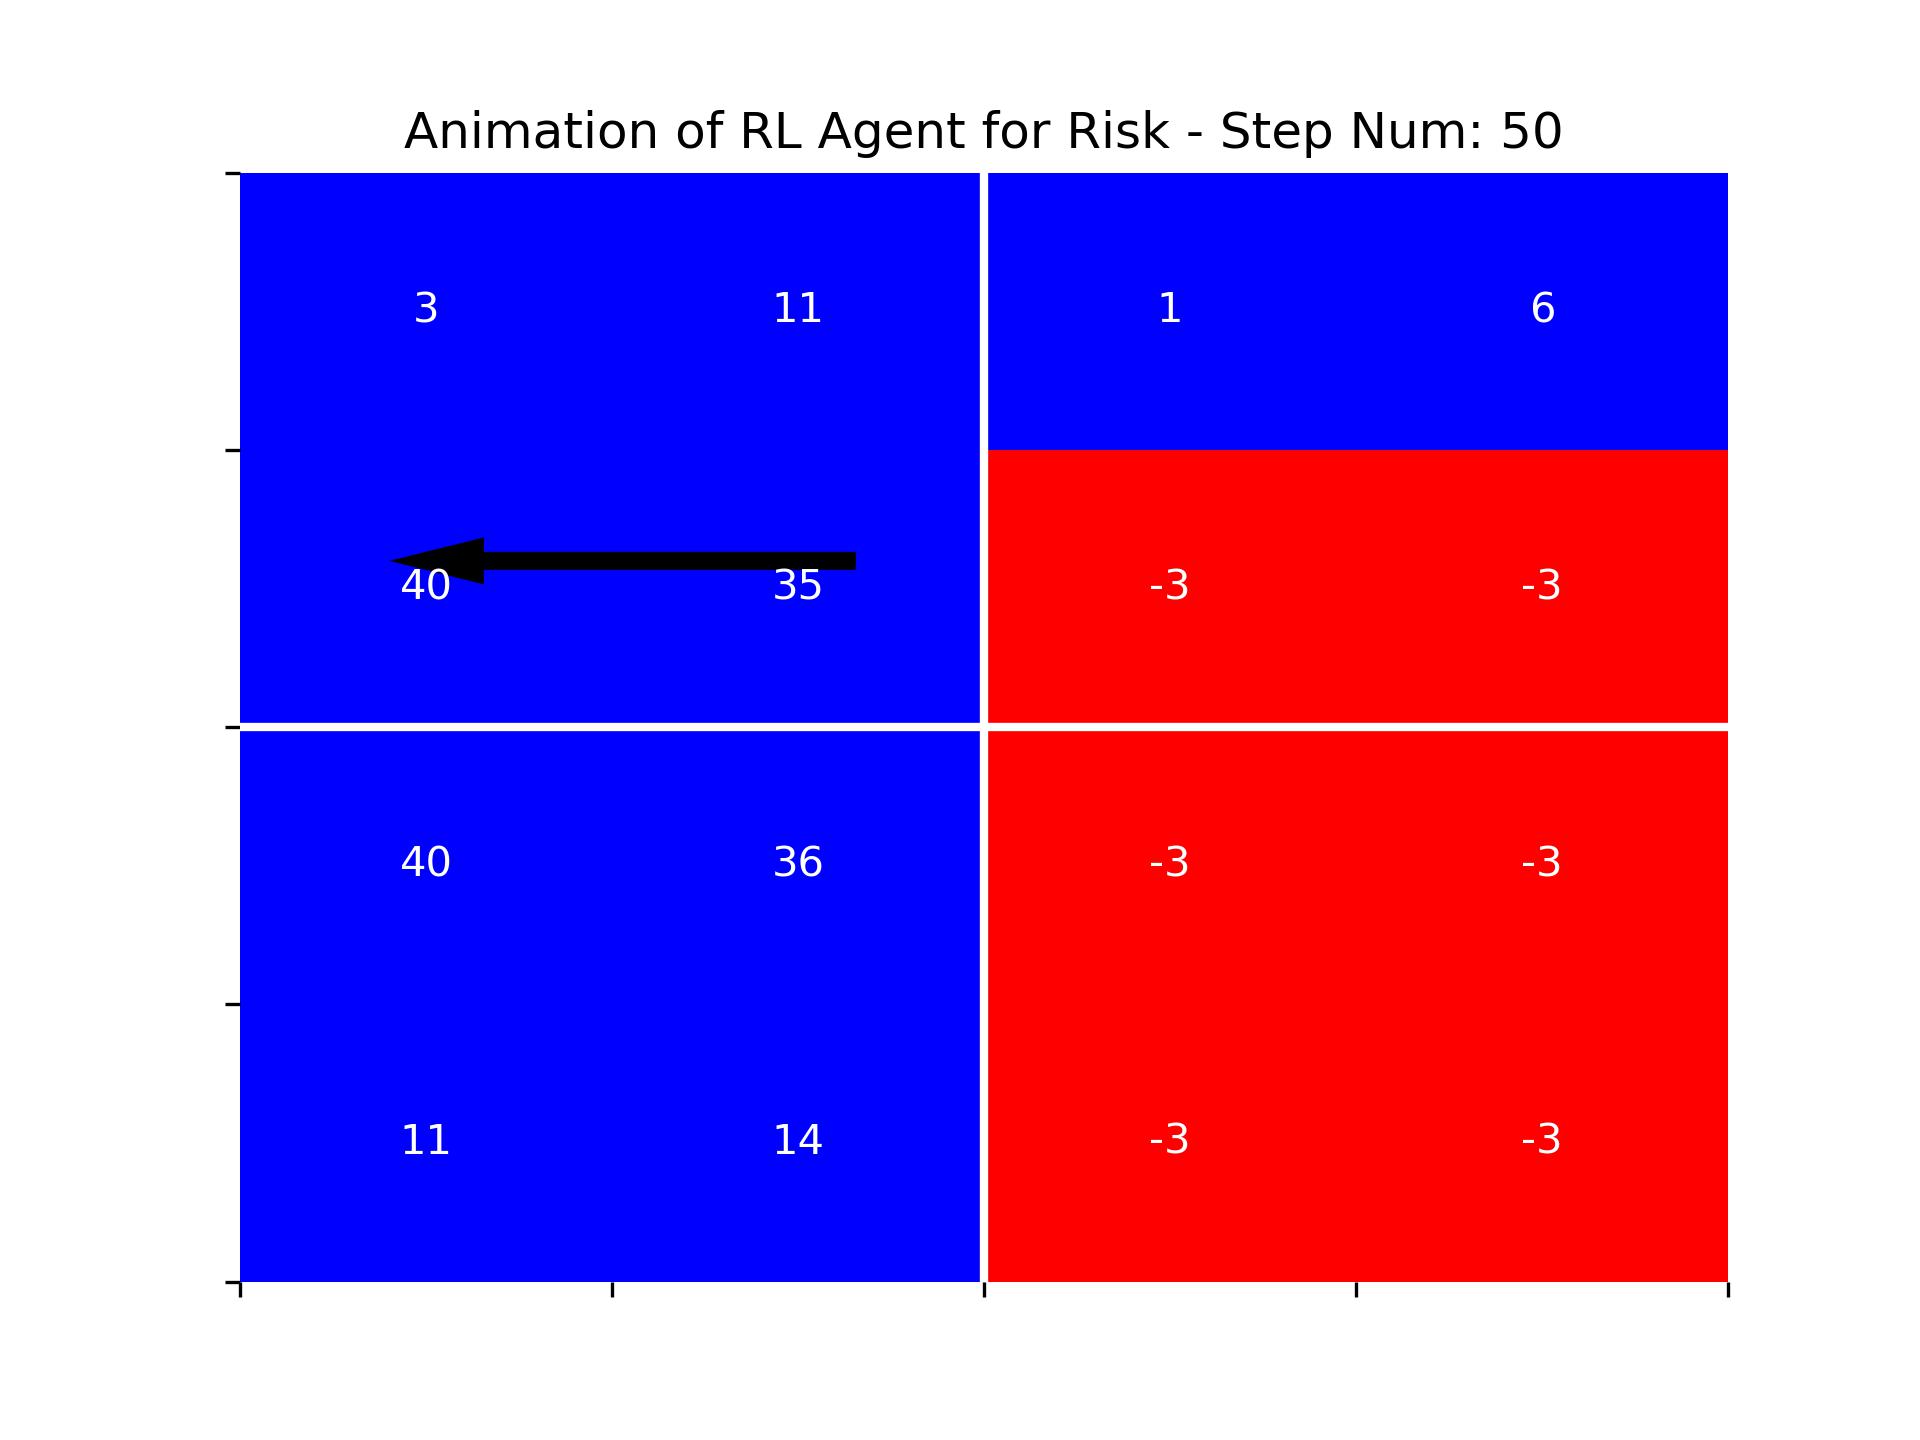 Animation of RL Agent for Risk - Step Num: 50
3 11 1 6
40 35 -3 -3
40 36 -3 -3
11 14 -3 -3